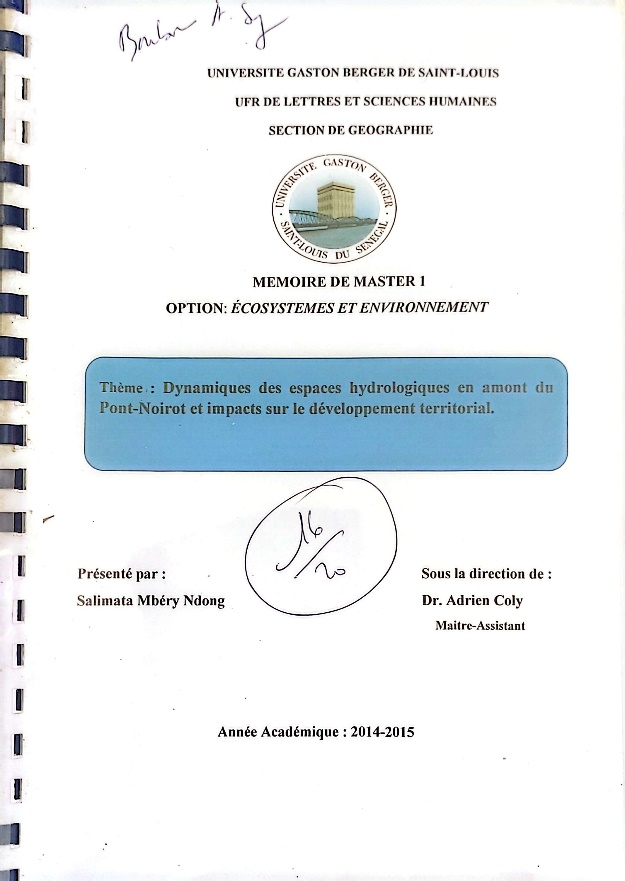 UNIVERSITE GASTON BERGER DE SAINT-LOUIS
UFR DE LETTRES ET SCIENCES HUMAINES
SECTION DE GEOGRAPHIE
UNIVERSITE GASTON BERGER
SAINT-LOUIS DU SENEGAL
MEMOIRE DE MASTER 1
OPTION: ÉCOSYSTEMES ET ENVIRONNEMENT
Thème : Dynamiques des espaces hydrologiques en amont du
Pont-Noirot et impacts sur le développement territorial.
16/20
Présenté par :
Salimata Mbéry Ndong
Sous la direction de :
Dr. Adrien Coly
Maitre-Assistant
Année Académique : 2014-2015